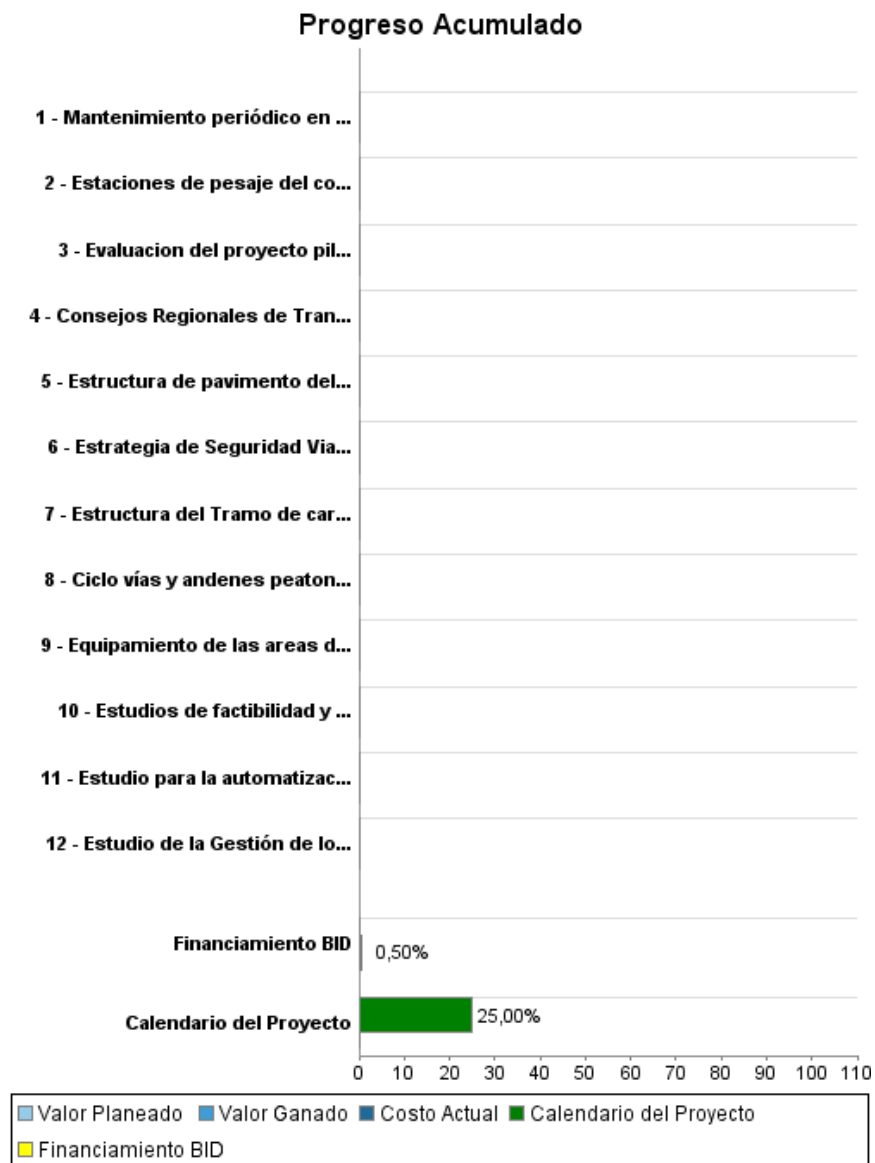 Progreso Acumulado
1 - Mantenimiento periódico en ...
2 - Estaciones de pesaje del co...
3 - Evaluacion del proyecto pil...
4 - Consejos Regionales de Tran...
5 - Estructura de pavimento del...
6 - Estrategia de Seguridad Via...
7 - Estructura del Tramo de car...
8 - Ciclo vías y andenes peaton...
9 - Equipamiento de las areas d...
10 - Estudios de factibilidad y ...
11 - Estudio para la automatizac...
12 - Estudio de la Gestión de lo...
Financiamiento BID 0,50%
Calendario del Proyecto 25,00%
0 10 20 30 40 50 60 70 80 90 100 110
Valor Planeado Valor Ganado Costo Actual Calendario del Proyecto
Financiamiento BID